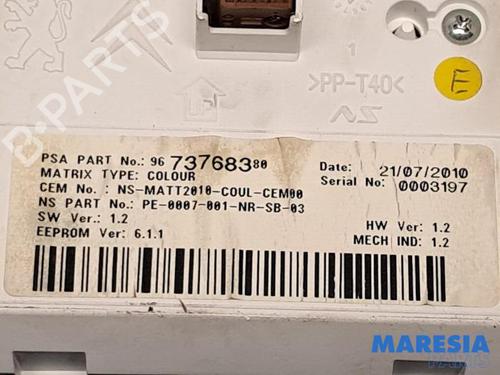 B-PARTS
1
>PP-T40<
E
PSA PART No.: 96 73768380
MATRIX TYPE: COLOUR
CEM No. : NS-MATT2010-COUL-CEM00
NS PART No.: PE-0007-001-NR-SB-03
SW Ver.: 1.2
EEPROM Ver: 6.1.1
Date: 21/07/2010
Serial No.: 0003197
HW Ver: 1.2
MECH IND: 1.2
MARESIA